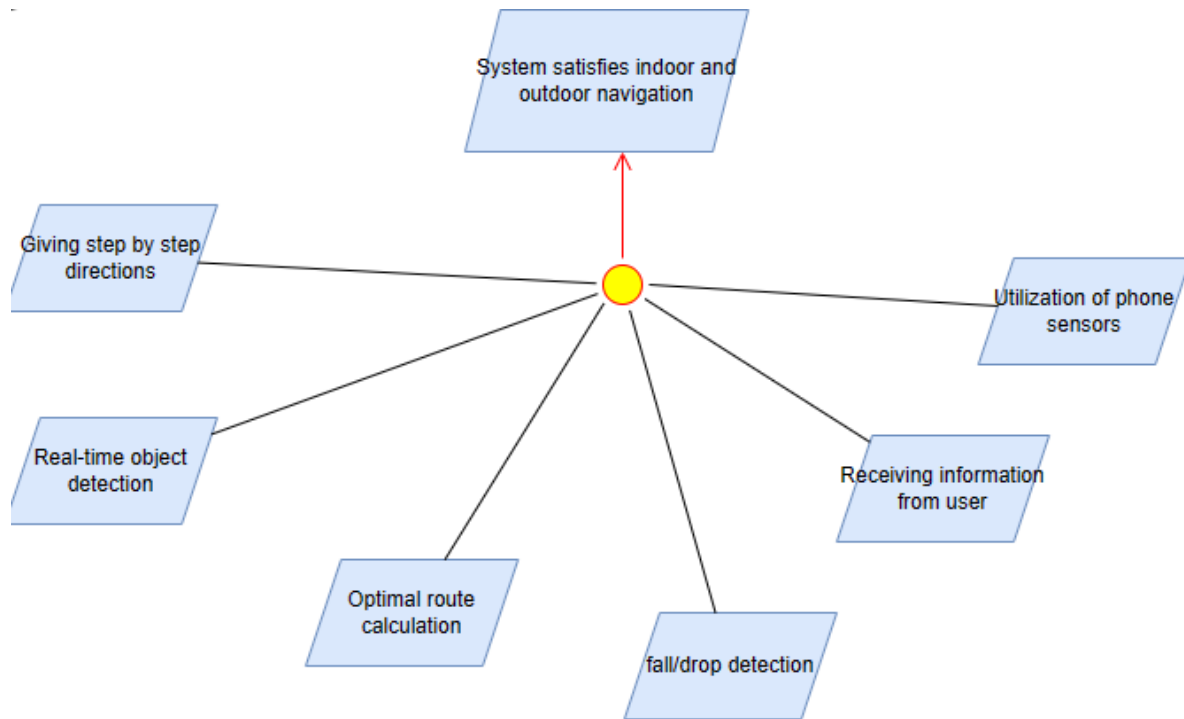 System satisfies indoor and
outdoor navigation
Giving step by step
directions
Utilization of phone
sensors
Real-time object
detection
Receiving information
from user
Optimal route
calculation
fall/drop detection